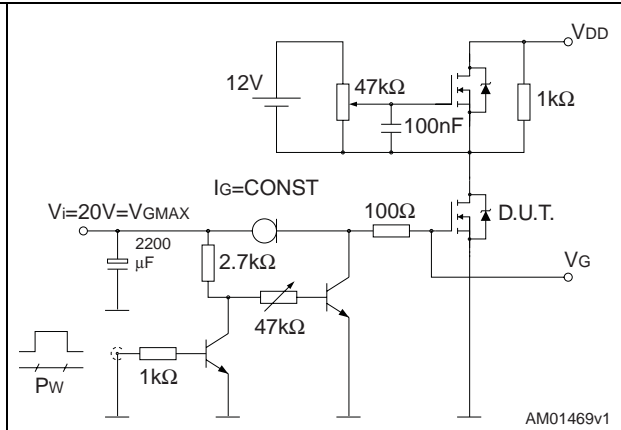 VDD
12V
47kΩ
1kΩ
100nF
IG=CONST
Vi=20V=VGMAX
100Ω
D.U.T.
2200
μF
2.7kΩ
VG
47kΩ
1kΩ
PW
AM01469v1